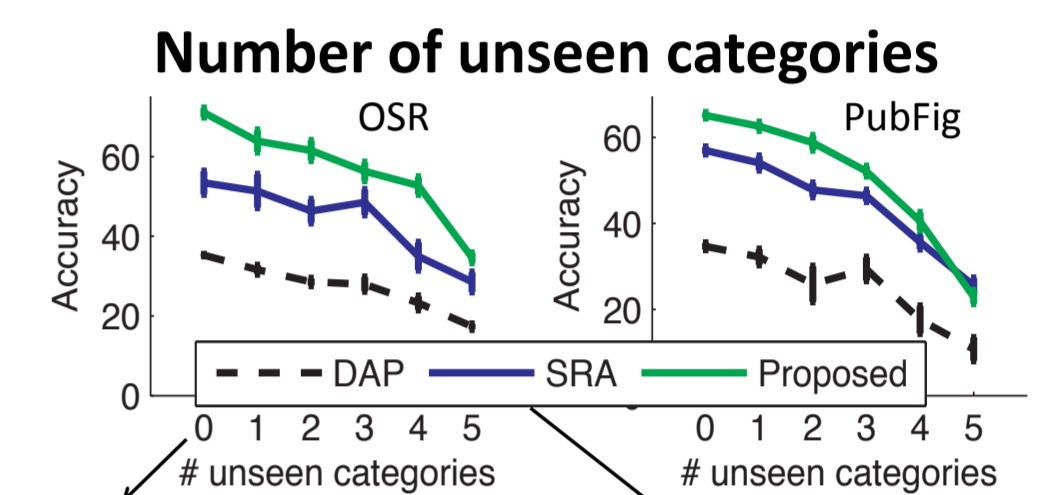 Number of unseen categories
OSR
60
40
20
0
Accuracy
0 1 2 3 4 5
# unseen categories
PubFig
60
40
20
Accuracy
0 1 2 3 4 5
# unseen categories
DAP SRA Proposed